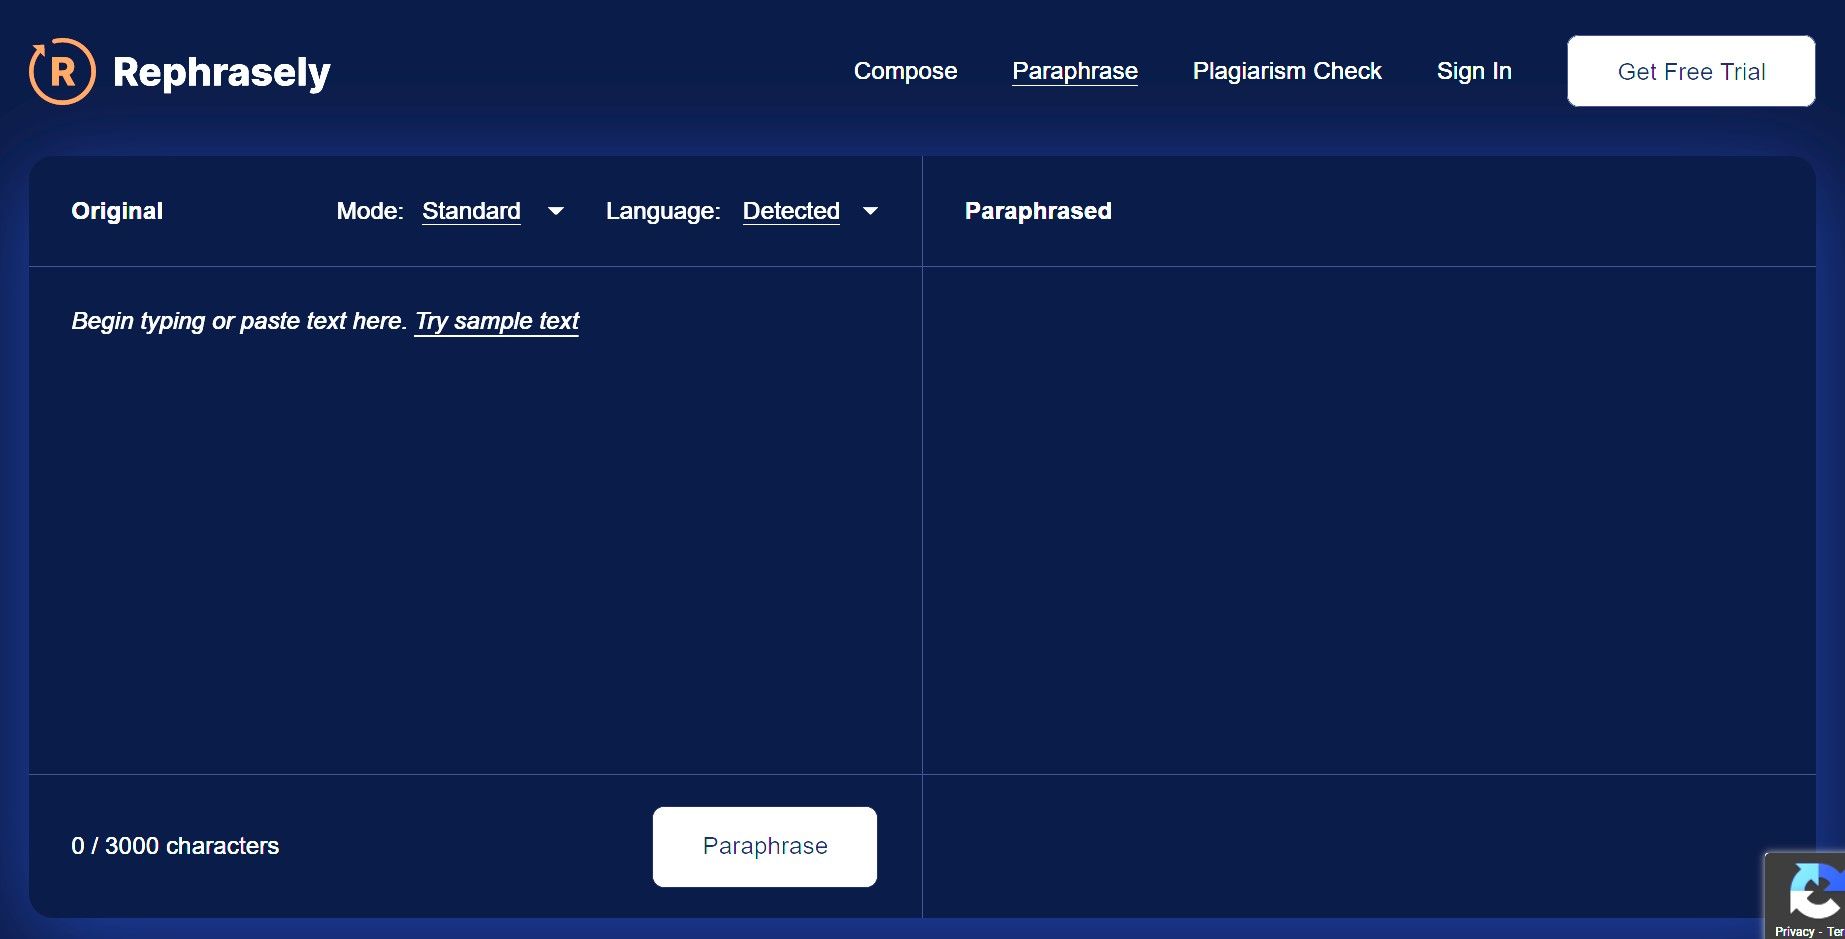 R Rephrasely
Compose Paraphrase Plagiarism Check Sign In Get Free Trial
Original Mode: Standard Language: Detected Paraphrased
Begin typing or paste text here. Try sample text
0 / 3000 characters Paraphrase
Privacy -